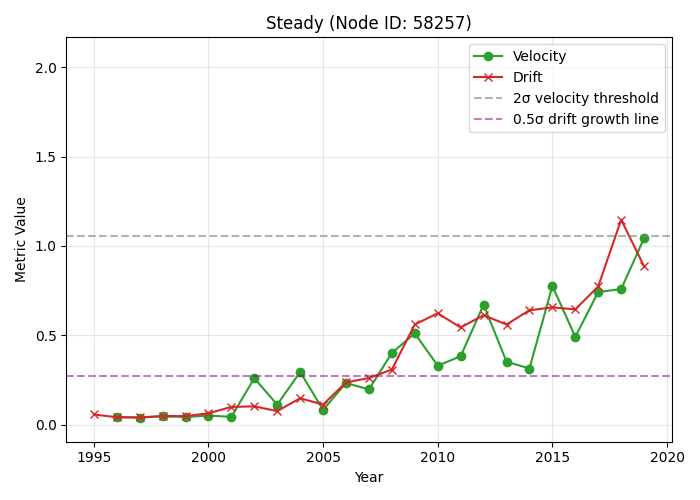 Steady (Node ID: 58257)
Velocity
Drift
2σ velocity threshold
0.5σ drift growth line
Metric Value
2.0
1.5
1.0
0.5
0.0
1995 2000 2005 2010 2015 2020
Year